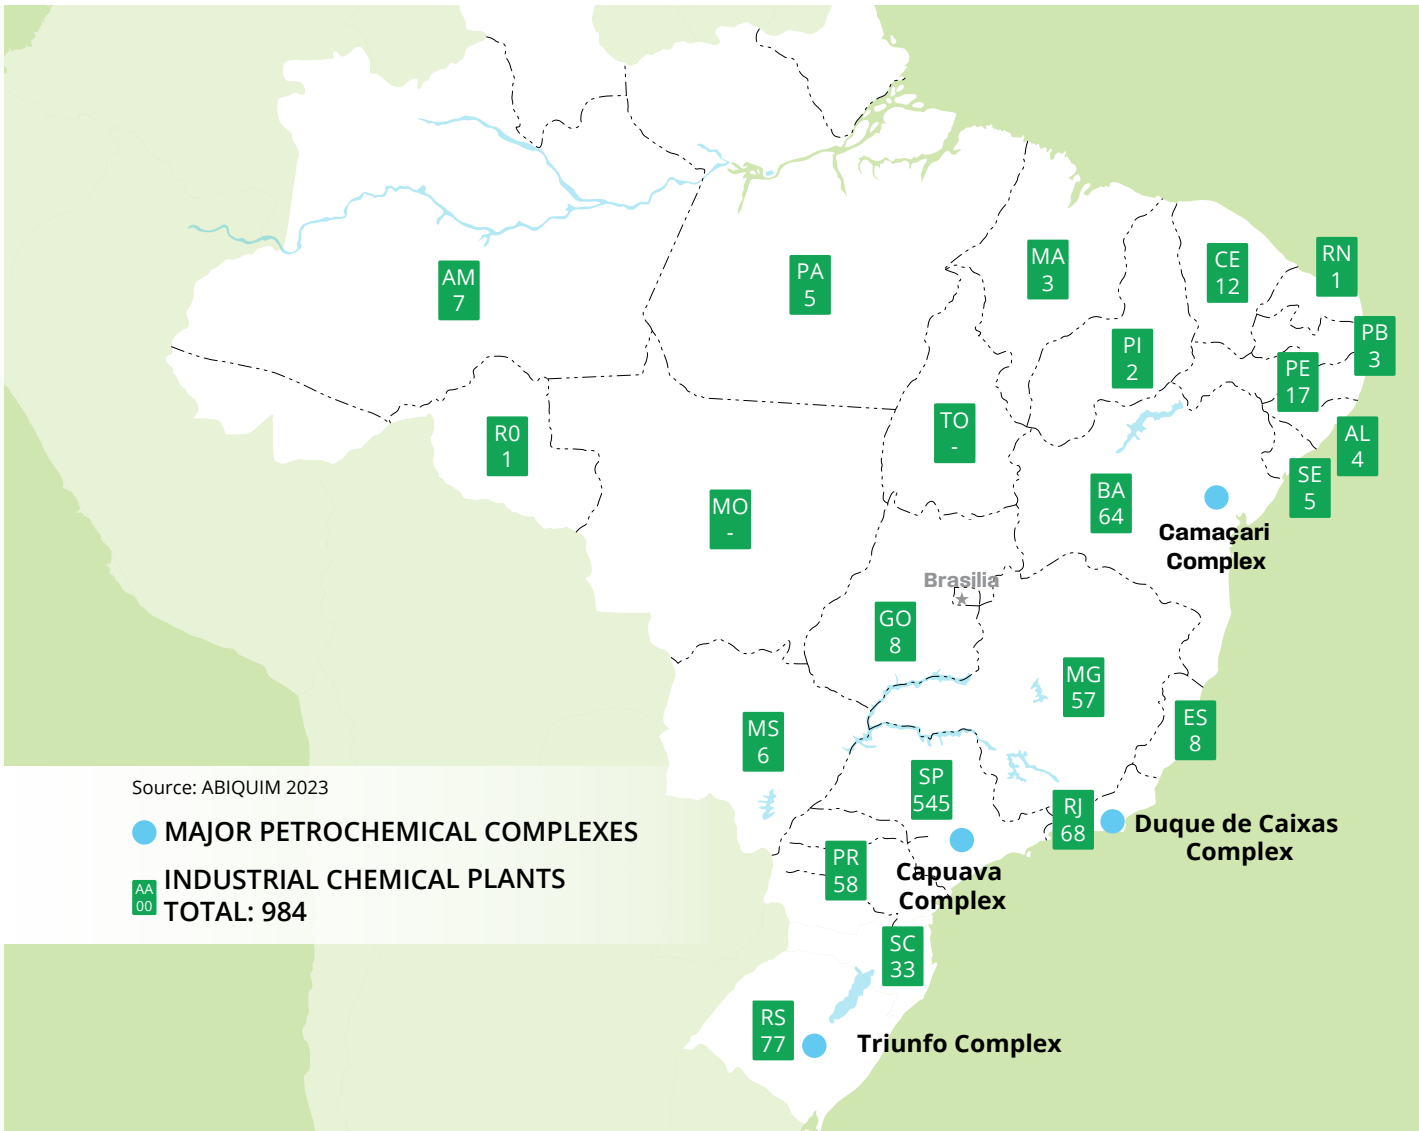 RN
1
MA
3
CE
12
PA
5
AM
7
PB
3
PI
2
PE
17
TO
-
R0
1
AL
4
SE
5
BA
64
MO
-
Camaçari
Complex
Brasilia
GO
8
MG
57
ES
8
MS
6
SP
545
RJ
68
Duque de Caixas
Complex
PR
58
Capuava
Complex
SC
33
RS
77
Triunfo Complex
Source: ABIQUIM 2023
MAJOR PETROCHEMICAL COMPLEXES
AA
00
INDUSTRIAL CHEMICAL PLANTS
TOTAL: 984